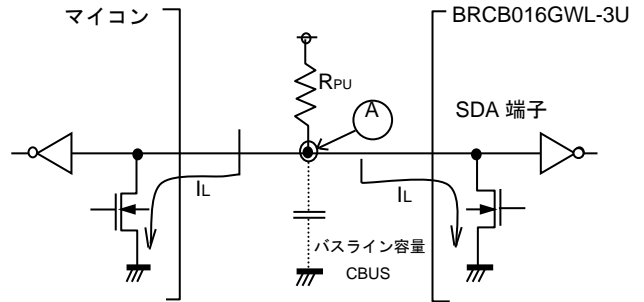 マイコン
BRCB016GWL-3U
RPU
A
SDA 端子
IL
IL
バスライン容量
CBUS